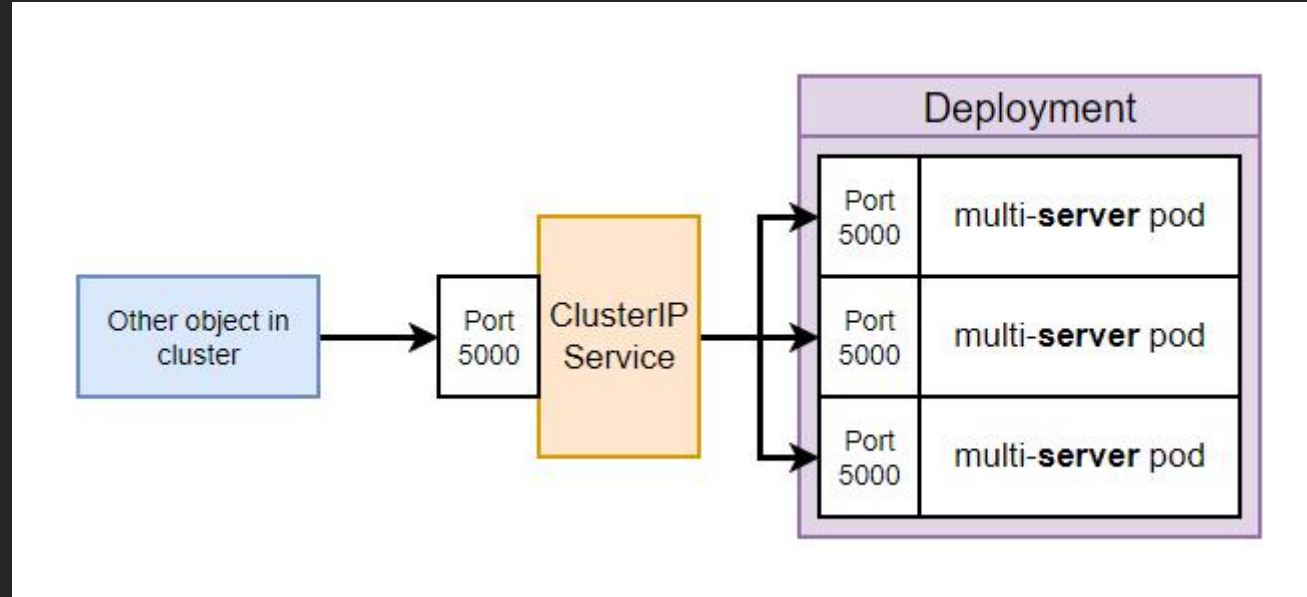 Deployment
Port
5000
multi-server pod
Other object in
cluster
Port
5000
ClusterIP
Service
Port
5000
multi-server pod
Port
5000
multi-server pod